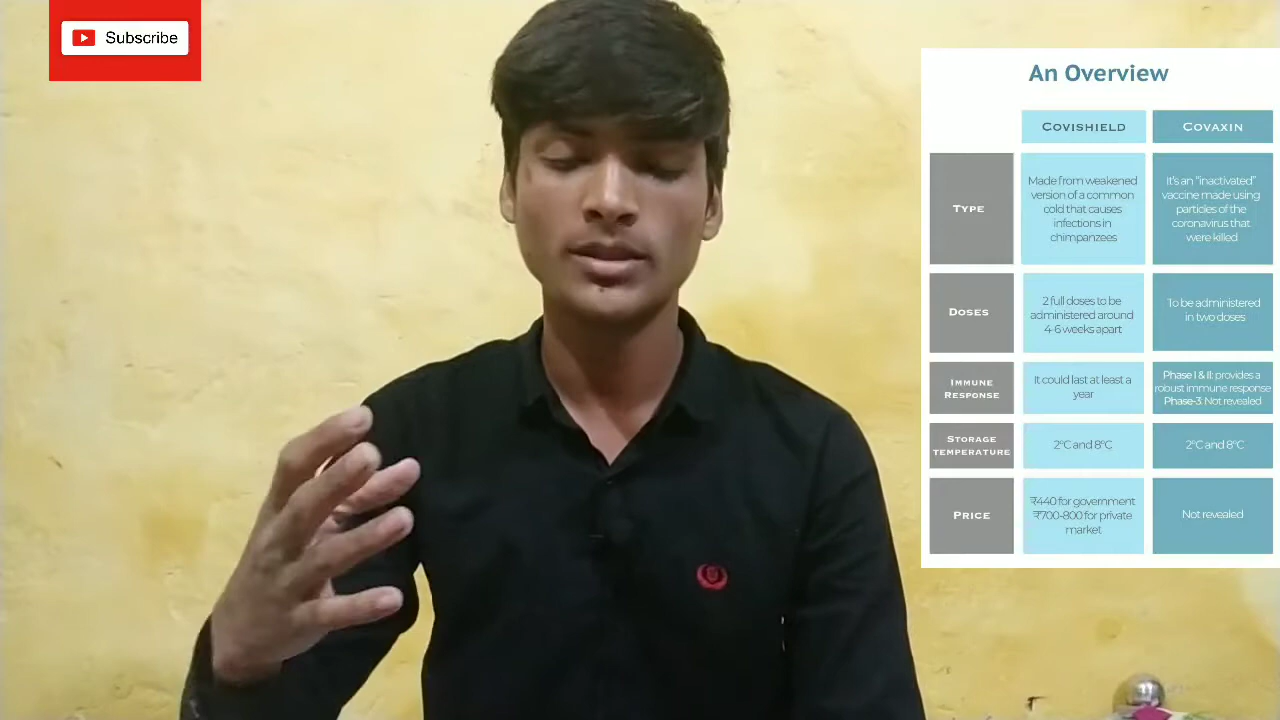 Subscribe
An Overview
COVISHIELD
COVAXIN
TYPE
Made from weakened
version of a common
cold that causes
infections in
chimpanzees
It's an "inactivated"
vaccine made using
particles of the
coronavirus that
were killed
DOSES
2 full doses to be
administered around
4-6 weeks apart
To be administered
in two doses
IMMUNE
RESPONSE
It could last at least a
year
Phase I & II: provides a
robust immune response
Phase-3: Not revealed
STORAGE
TEMPERATURE
2°C and 8°C
2°C and 8°C
PRICE
₹440 for government
₹700-800 for private
market
Not revealed